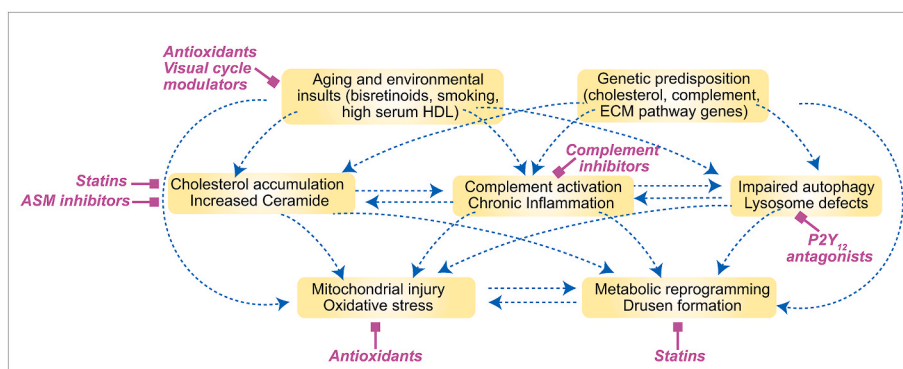 Antioxidants
Visual cycle
modulators
Aging and environmental
insults (bisretinoids, smoking,
high serum HDL)
Genetic predisposition
(cholesterol, complement,
ECM pathway genes)
Complement
inhibitors
Statins
ASM inhibitors
Cholesterol accumulation
Increased Ceramide
Complement activation
Chronic Inflammation
Impaired autophagy
Lysosome defects
P2Y12
antagonists
Mitochondrial injury
Oxidative stress
Metabolic reprogramming
Drusen formation
Antioxidants
Statins